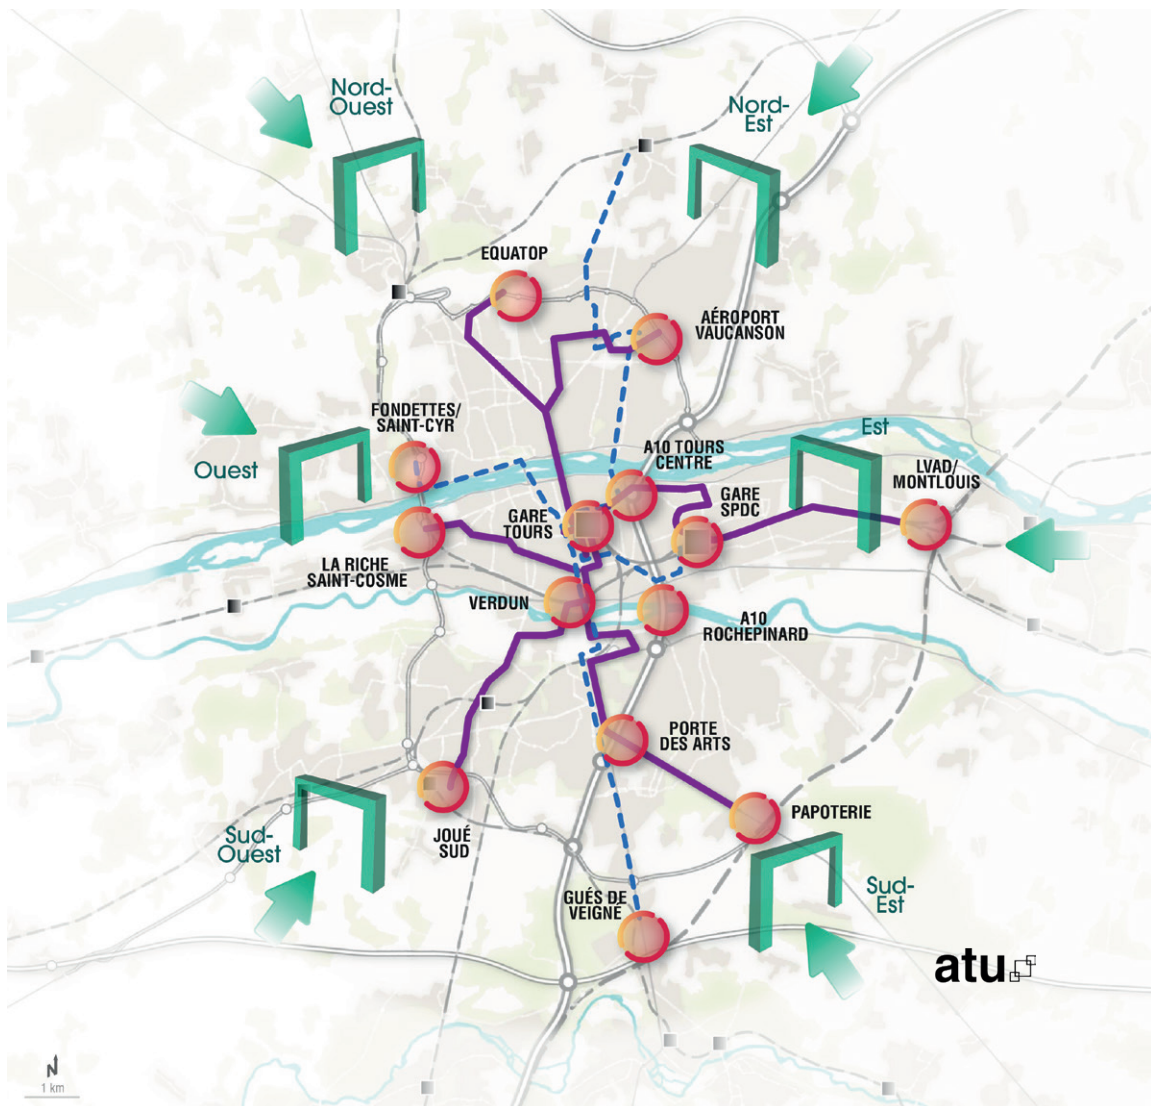 Nord-
Ouest
Nord-
Est
EQUATOP
AÉROPORT
VAUCANSON
FONDETTES/
SAINT-CYR
Ouest
A10 TOURS
CENTRE
Est
LVAD/
MONTLOUIS
GARE
SPDC
GARE
TOURS
LA RICHE
SAINT-COSME
VERDUN
A10
ROCHEPINARD
PORTE
DES ARTS
PAPOTERIE
JOUÉ
SUD
Sud-
Ouest
GUÉS DE
VEIGNÉ
Sud-
Est
atu
N
1 km